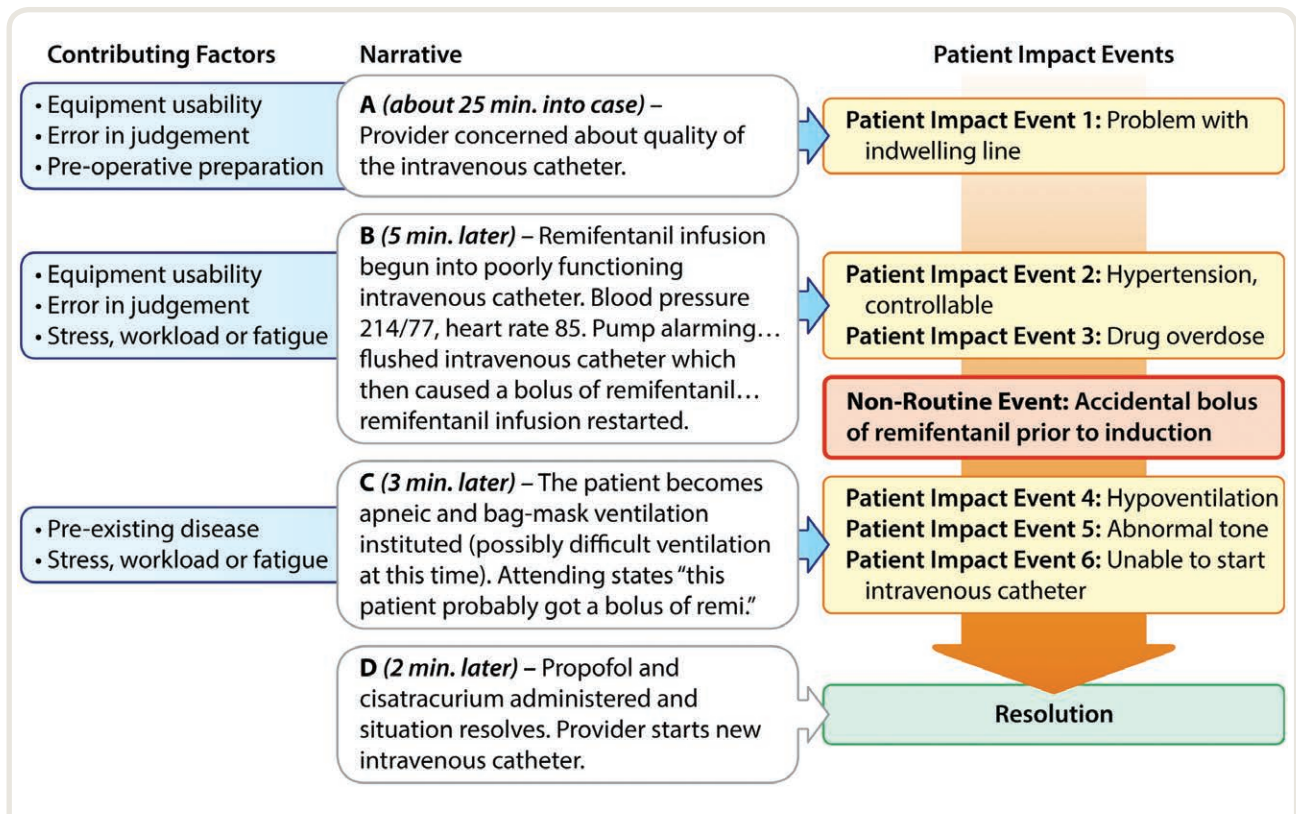 Contributing Factors
Narrative
Patient Impact Events
• Equipment usability
• Error in judgement
• Pre-operative preparation
A (about 25 min. into case) –
Provider concerned about quality of
the intravenous catheter.
Patient Impact Event 1: Problem with
indwelling line
• Equipment usability
• Error in judgement
• Stress, workload or fatigue
B (5 min. later) – Remifentanil infusion
begun into poorly functioning
intravenous catheter. Blood pressure
214/77, heart rate 85. Pump alarming…
flushed intravenous catheter which
then caused a bolus of remifentanil…
remifentanil infusion restarted.
Patient Impact Event 2: Hypertension,
controllable
Patient Impact Event 3: Drug overdose
Non-Routine Event: Accidental bolus
of remifentanil prior to induction
• Pre-existing disease
• Stress, workload or fatigue
C (3 min. later) – The patient becomes
apneic and bag-mask ventilation
instituted (possibly difficult ventilation
at this time). Attending states “this
patient probably got a bolus of remi.”
Patient Impact Event 4: Hypoventilation
Patient Impact Event 5: Abnormal tone
Patient Impact Event 6: Unable to start
intravenous catheter
D (2 min. later) – Propofol and
cisatracurium administered and
situation resolves. Provider starts new
intravenous catheter.
Resolution